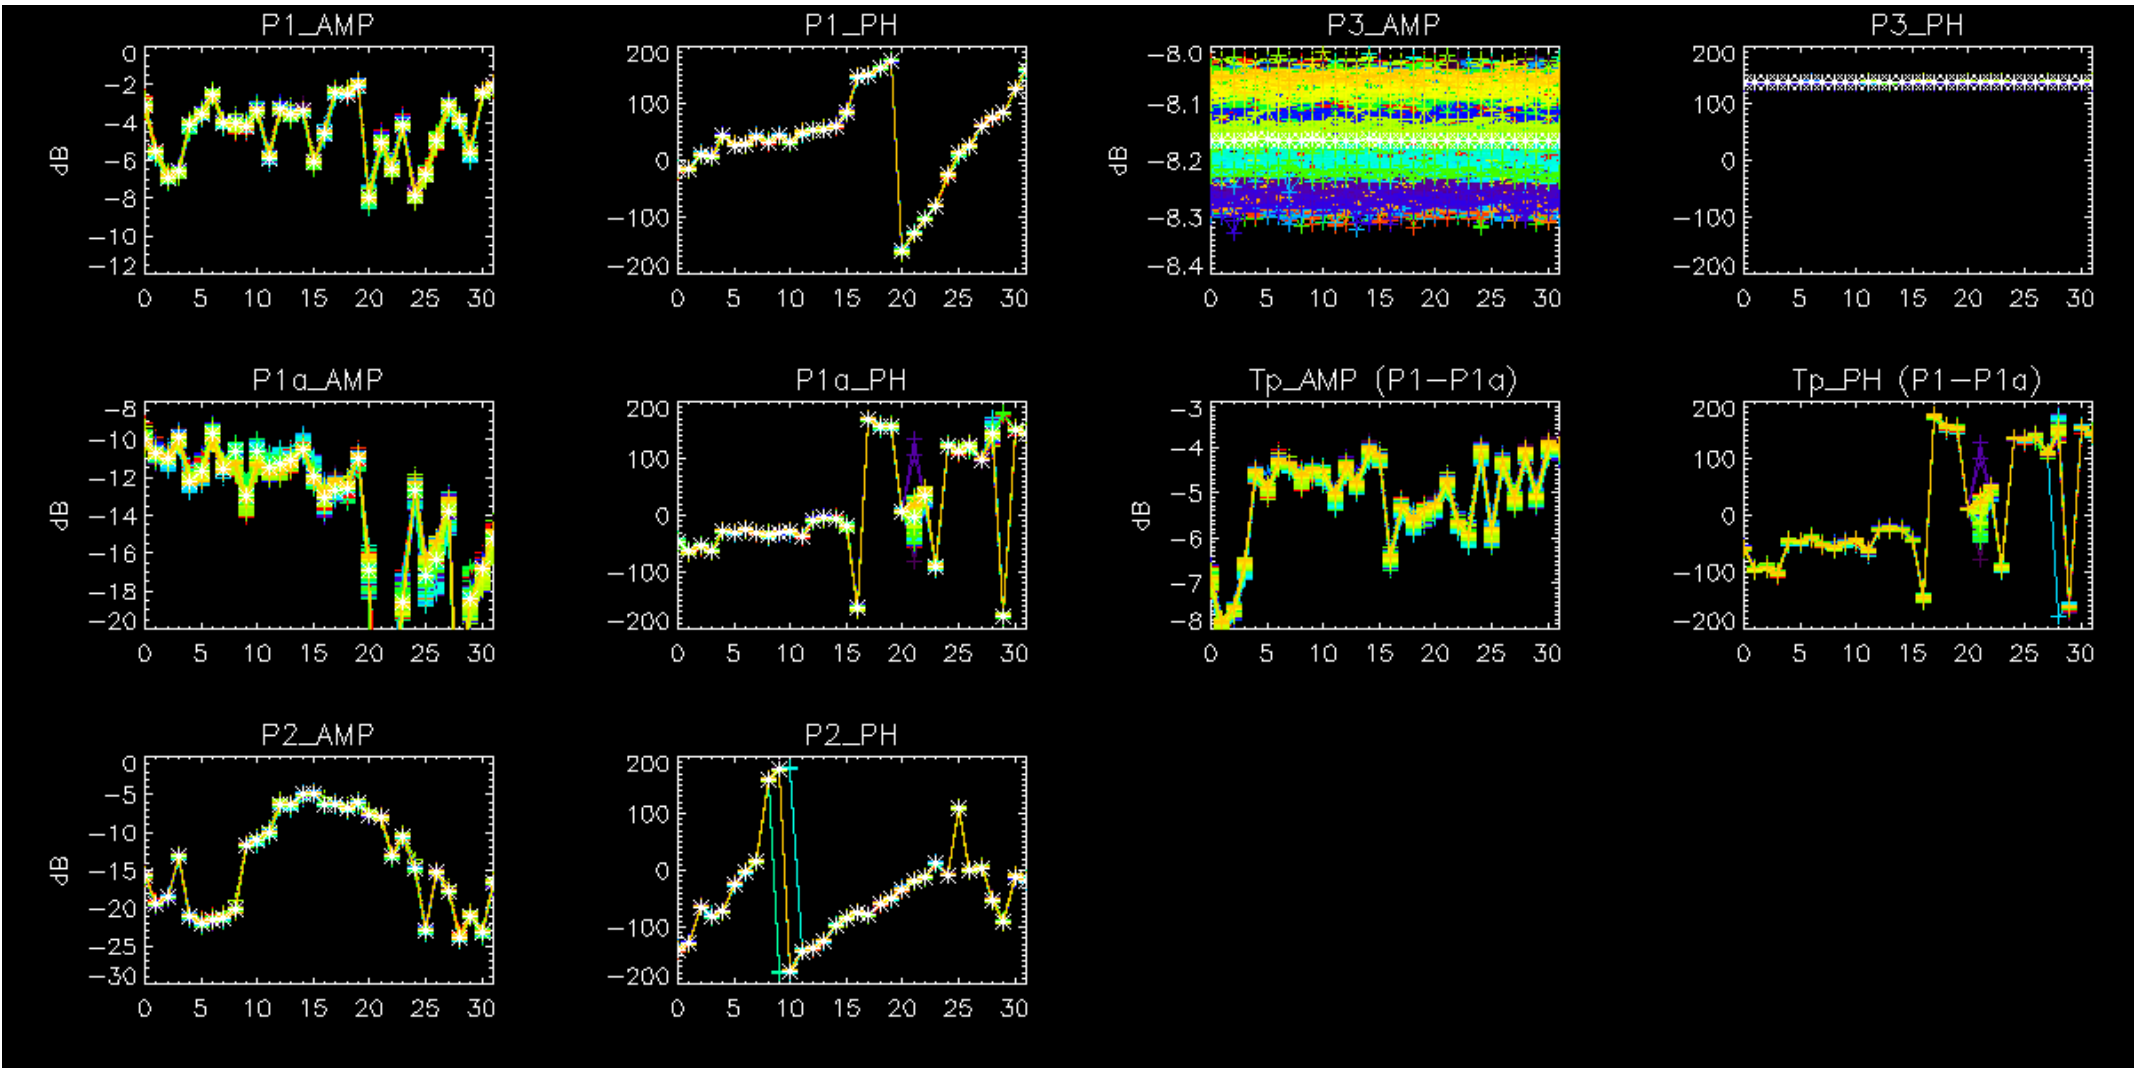 P1_AMP
dB
0
−2
−4
−6
−8
−10
−12
0 5 10 15 20 25 30
P1_PH
200
100
0
−100
−200
0 5 10 15 20 25 30
P3_AMP
dB
−8.0
−8.1
−8.2
−8.3
−8.4
0 5 10 15 20 25 30
P3_PH
200
100
0
−100
−200
0 5 10 15 20 25 30
P1a_AMP
dB
−8
−10
−12
−14
−16
−18
−20
0 5 10 15 20 25 30
P1a_PH
200
100
0
−100
−200
0 5 10 15 20 25 30
Tp_AMP (P1−P1a)
dB
−3
−4
−5
−6
−7
−8
0 5 10 15 20 25 30
Tp_PH (P1−P1a)
200
100
0
−100
−200
0 5 10 15 20 25 30
P2_AMP
dB
0
−5
−10
−15
−20
−25
−30
0 5 10 15 20 25 30
P2_PH
200
100
0
−100
−200
0 5 10 15 20 25 30